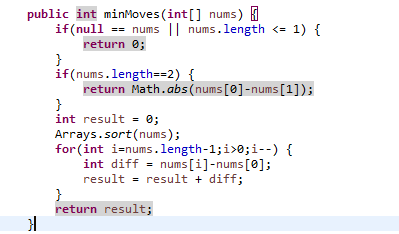 public int minMoves(int[] nums) {
    if(null == nums || nums.length <= 1) {
        return 0;
    }
    if(nums.length==2) {
        return Math.abs(nums[0]-nums[1]);
    }
    int result = 0;
    Arrays.sort(nums);
    for(int i=nums.length-1;i>0;i--) {
        int diff = nums[i]-nums[0];
        result = result + diff;
    }
    return result;
}